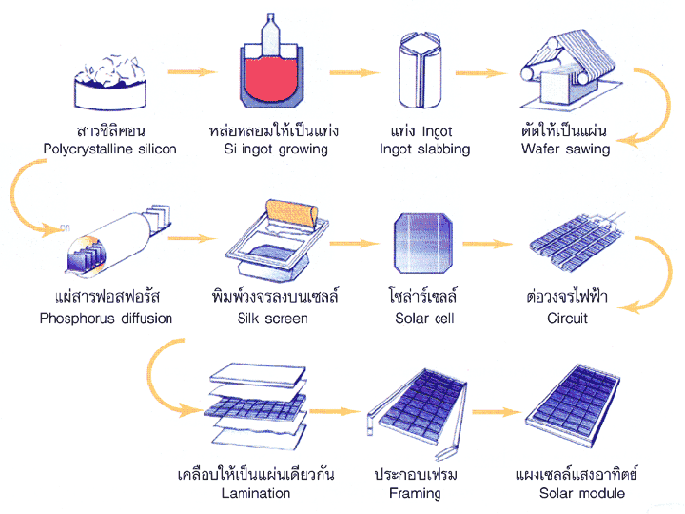 สารซิลิคอน
Polycrystalline silicon
หล่อหลอมให้เป็นแท่ง
Si ingot growing
แท่ง Ingot
Ingot slabbing
ตัดให้เป็นแผ่น
Wafer sawing
แพ่สารฟอสฟอรัส
Phosphorus diffusion
พิมพ์วงจรลงบนเซลล์
Silk screen
โซล่าร์เซลล์
Solar cell
ต่อวงจรไฟฟ้า
Circuit
เคลือบให้เป็นแผ่นเดียวกัน
Lamination
ประกอบเฟรม
Framing
แผงเซลล์แสงอาทิตย์
Solar module